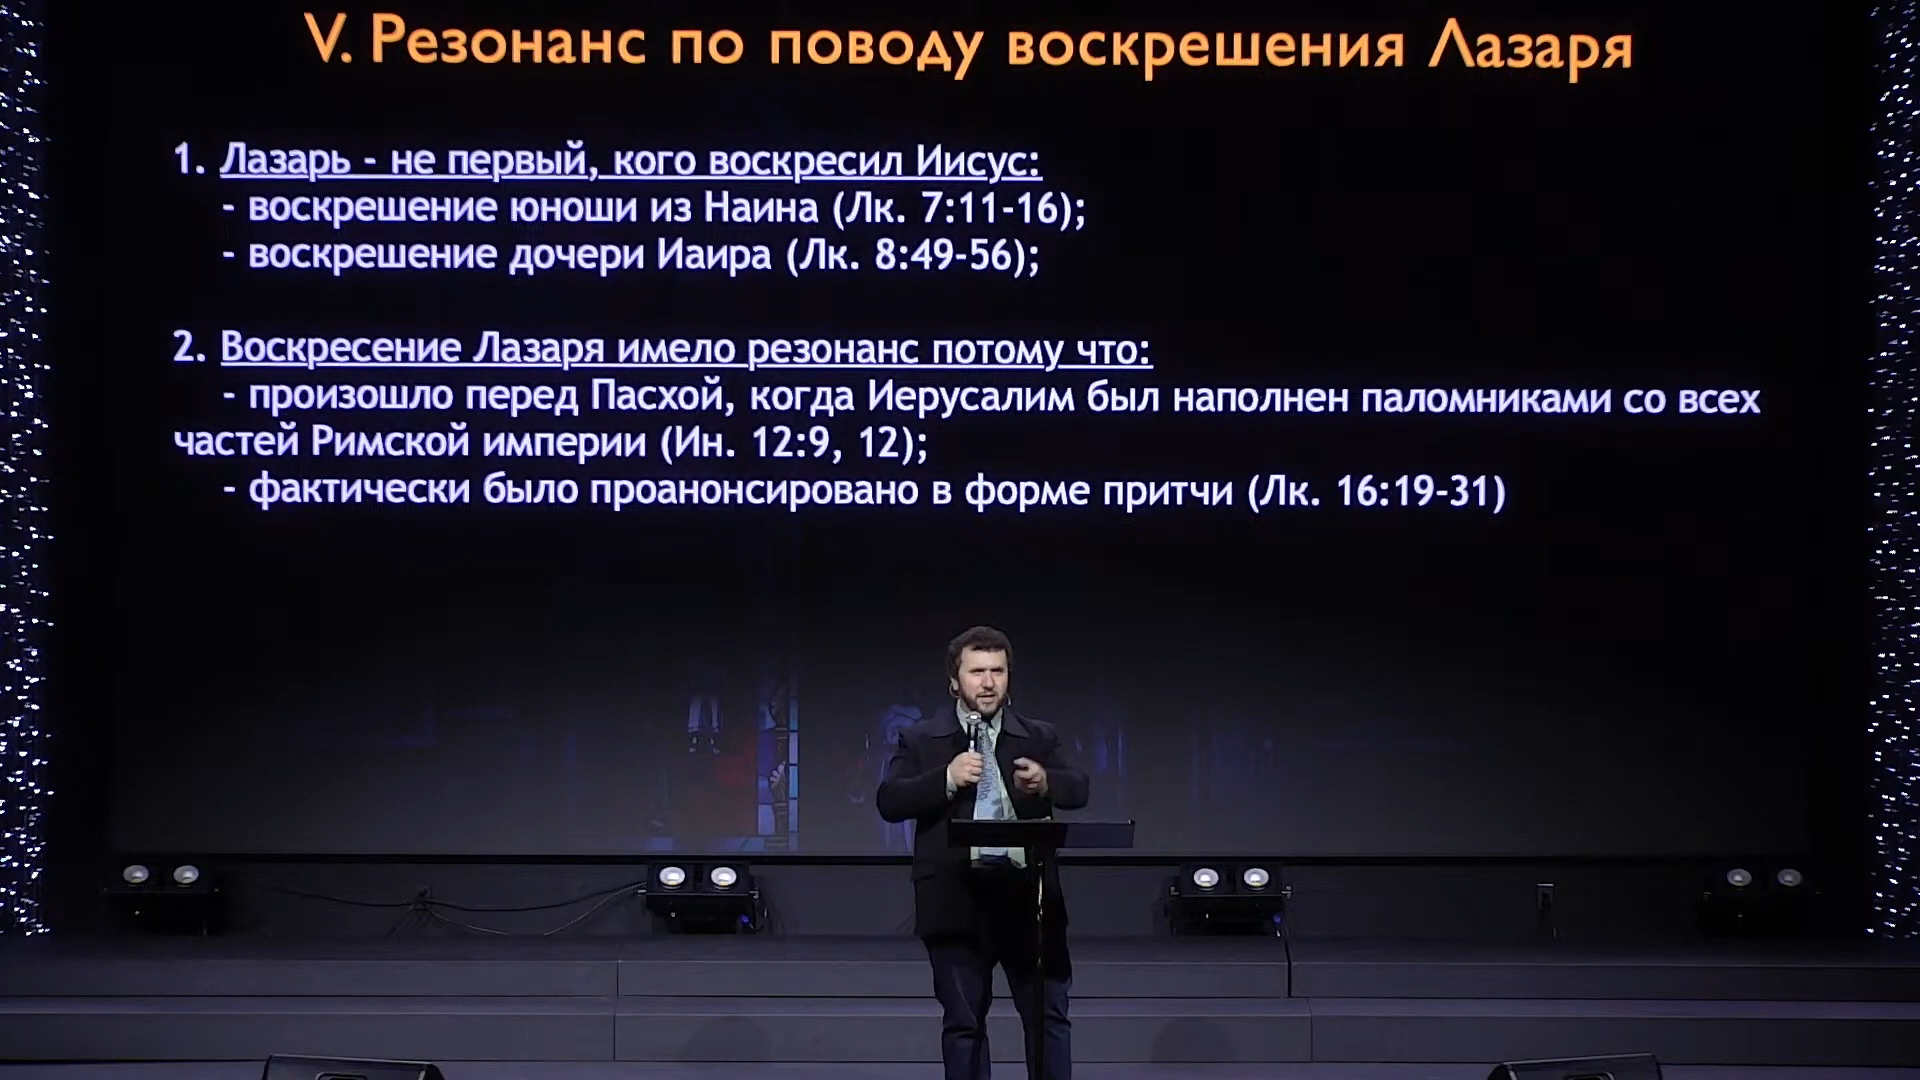 V. Резонанс по поводу воскрешения Лазаря
1. Лазарь - не первый, кого воскресил Иисус:
- воскрешение юноши из Наина (Лк. 7:11-16);
- воскрешение дочери Иаира (Лк. 8:49-56);
2. Воскресение Лазаря имело резонанс потому что:
- произошло перед Пасхой, когда Иерусалим был наполнен паломниками со всех
частей Римской империи (Ин. 12:9, 12);
- фактически было проанонсировано в форме притчи (Лк. 16:19-31)